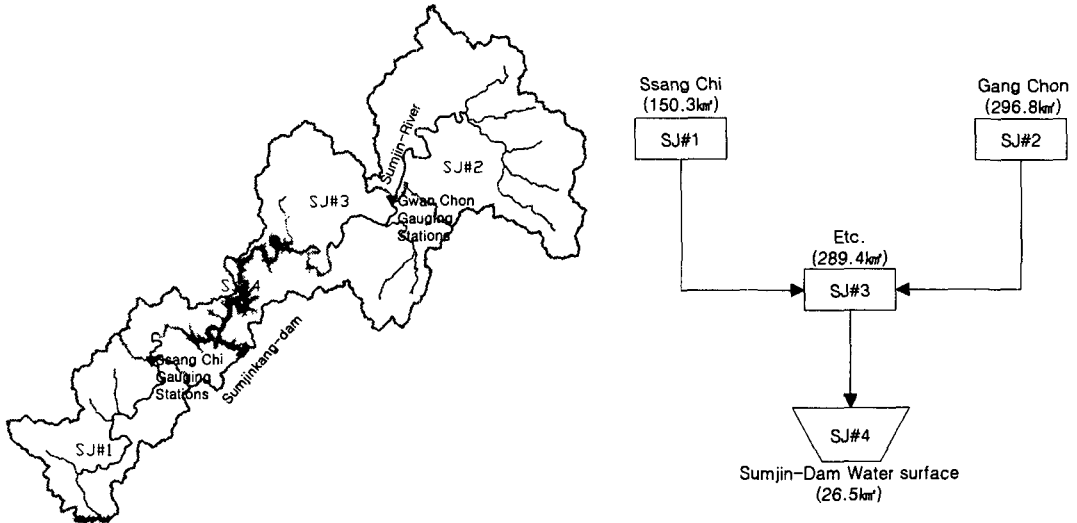 Sumjin-River
SJ#2
SJ#3
Gwan Chon
Gauging
Stations
Ssang Chi
Gauging
Stations
Sumjinkang-dam
SJ#1
Ssang Chi
(150.3㎢)
SJ#1
Gang Chon
(296.8㎢)
SJ#2
Etc.
(289.4㎢)
SJ#3
SJ#4
Sumjin-Dam Water surface
(26.5㎢)